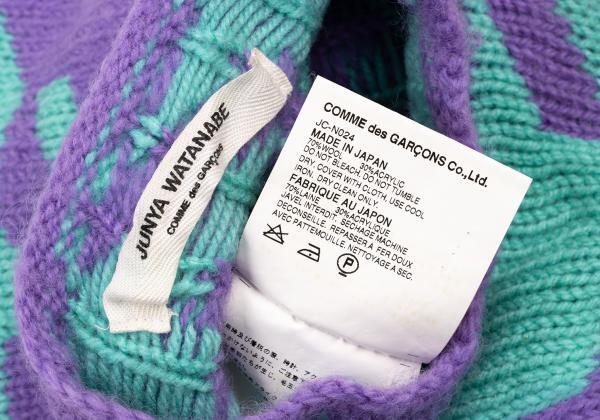 JUNYA WATANABE
COMME des GARÇONS
COMME des GARÇONS Co.,Ltd.
JC-N024
MADE IN JAPAN
70%WOOL 30%ACRYLIC
DO NOT BLEACH. DO NOT TUMBLE
DRY. COVER WITH CLOTH, USE COOL
IRON. DRY CLEAN ONLY
FABRIQUE AU JAPON
70%LAINE 30%ACRYLIQUE
JAVEL INTERDIT. SECHAGE MACHINE
DECONSEILLE. REPASSER A FER DOUX
AVEC PATTEMOUILLE. NETTOYAGE A SEC.
P